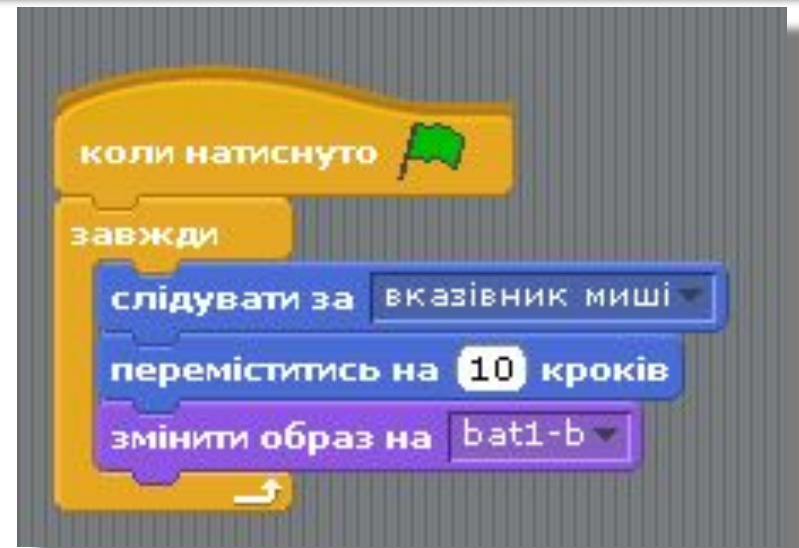 коли натиснуто
завжди
слідувати за вказівник миші
переміститись на 10 кроків
змінити образ на bat1-b